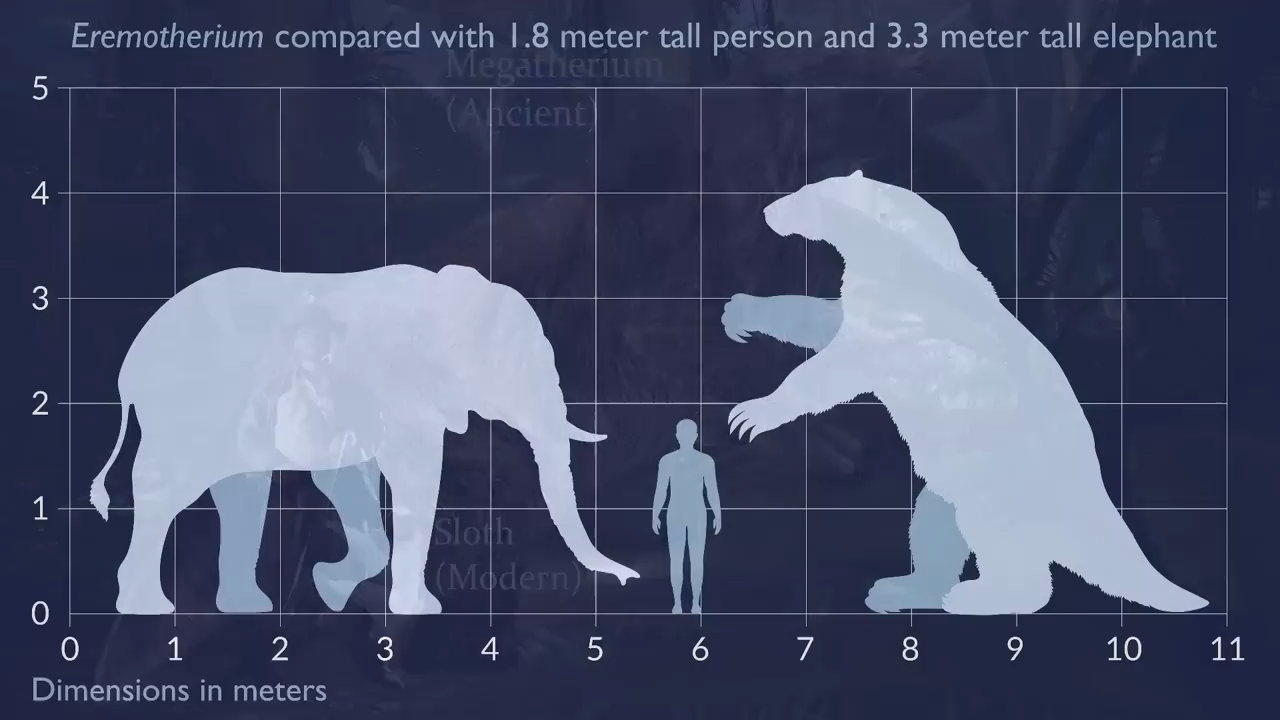 Eremotherium compared with 1.8 meter tall person and 3.3 meter tall elephant
Megatherium
(Ancient)
5
4
3
2
1
Sloth
(Modern)
0
0 1 2 3 4 5 6 7 8 9 10 11
Dimensions in meters